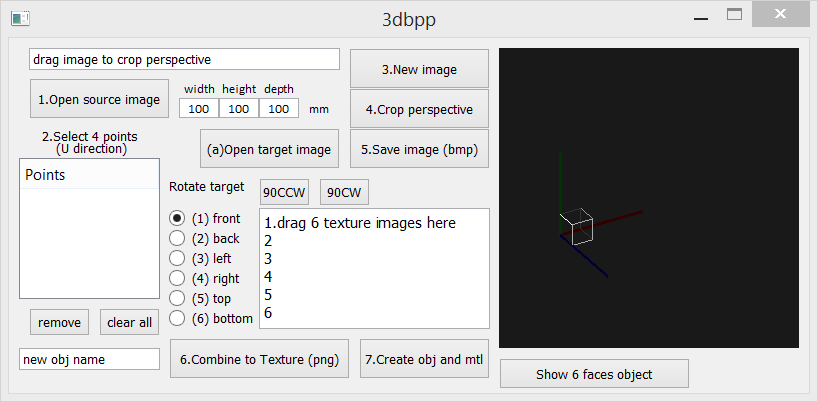 3dbpp
drag image to crop perspective
1.Open source image
width height depth
100 100 100 mm
3.New image
4.Crop perspective
2.Select 4 points
(U direction)
(a)Open target image
5.Save image (bmp)
Points
Rotate target
90CCW
90CW
(1) front
(2) back
(3) left
(4) right
(5) top
(6) bottom
1.drag 6 texture images here
2
3
4
5
6
remove
clear all
new obj name
6.Combine to Texture (png)
7.Create obj and mtl
Show 6 faces object